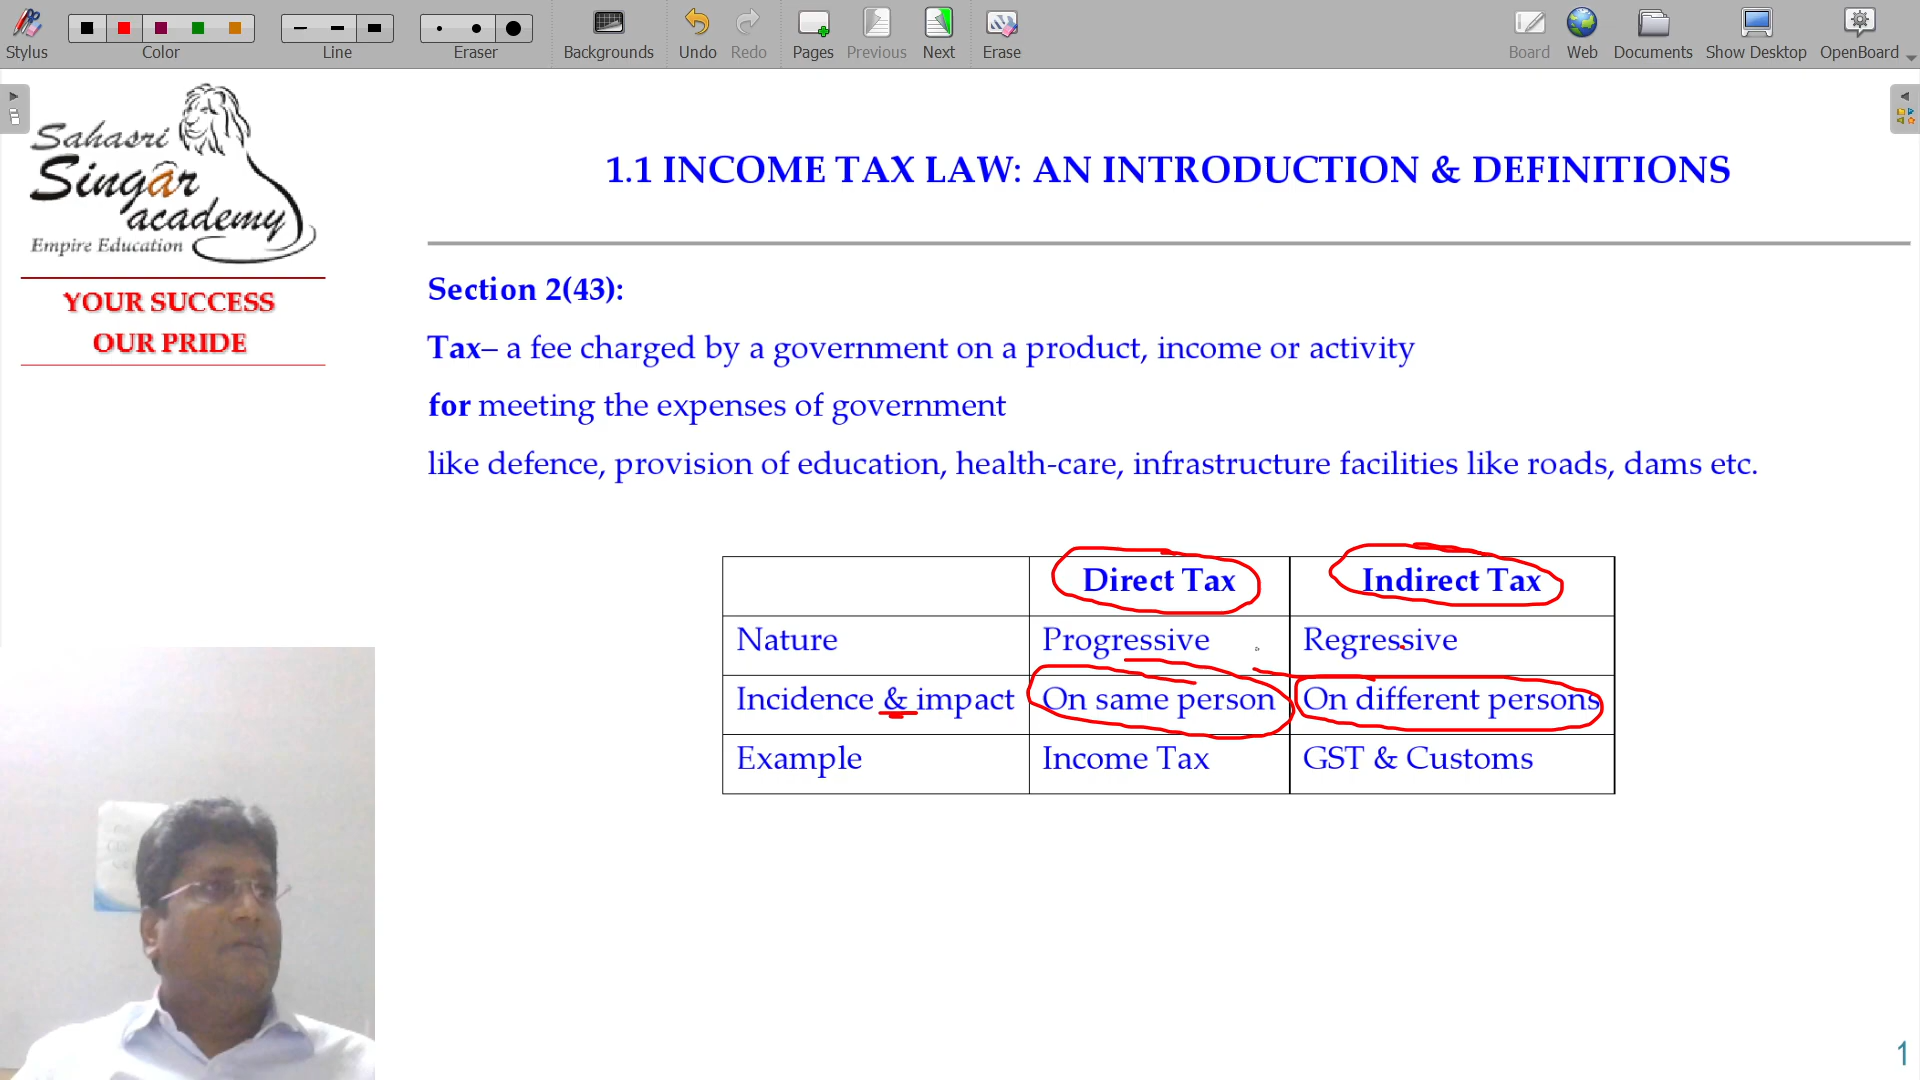 Stylus
Color
Line
Eraser
Backgrounds
Undo
Redo
Pages
Previous
Next
Erase
Board
Web
Documents
Show Desktop
OpenBoard
Sahasri
Singar
academy
Empire Education
YOUR SUCCESS
OUR PRIDE
1.1 INCOME TAX LAW: AN INTRODUCTION & DEFINITIONS
Section 2(43):
Tax– a fee charged by a government on a product, income or activity
for meeting the expenses of government
like defence, provision of education, health-care, infrastructure facilities like roads, dams etc.
Direct Tax Indirect Tax
Nature Progressive Regressive
Incidence & impact On same person On different persons
Example Income Tax GST & Customs
1